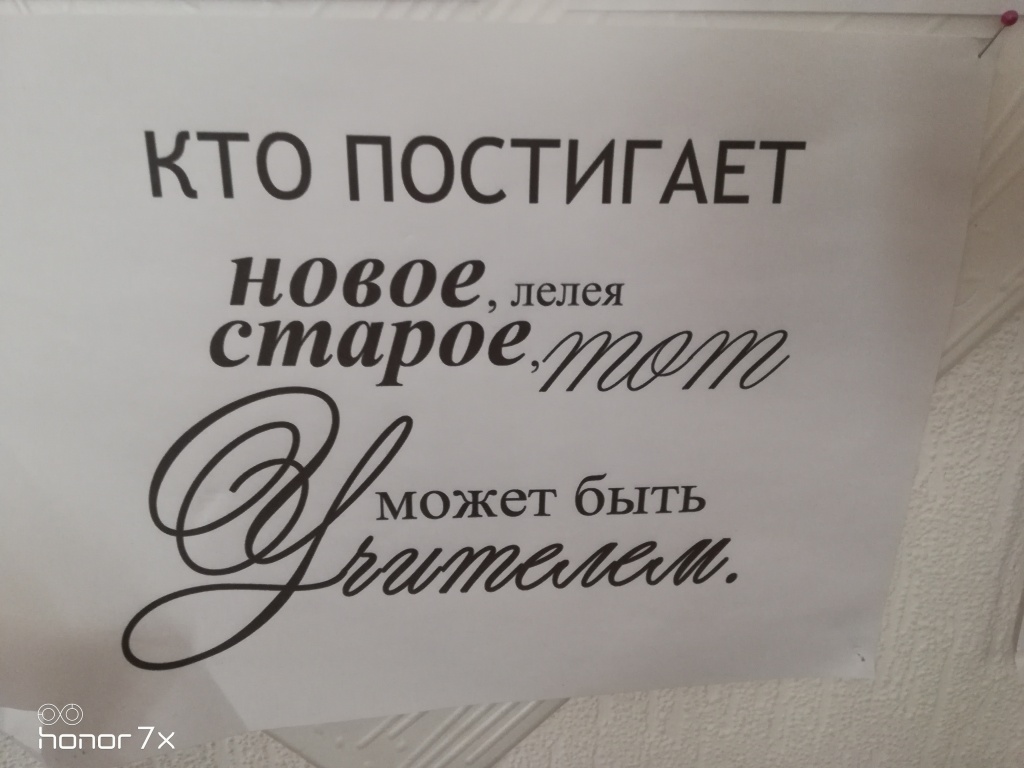 КТО ПОСТИГАЕТ
новое, лелея
старое, тот
может быть
Учителем.
honor 7x